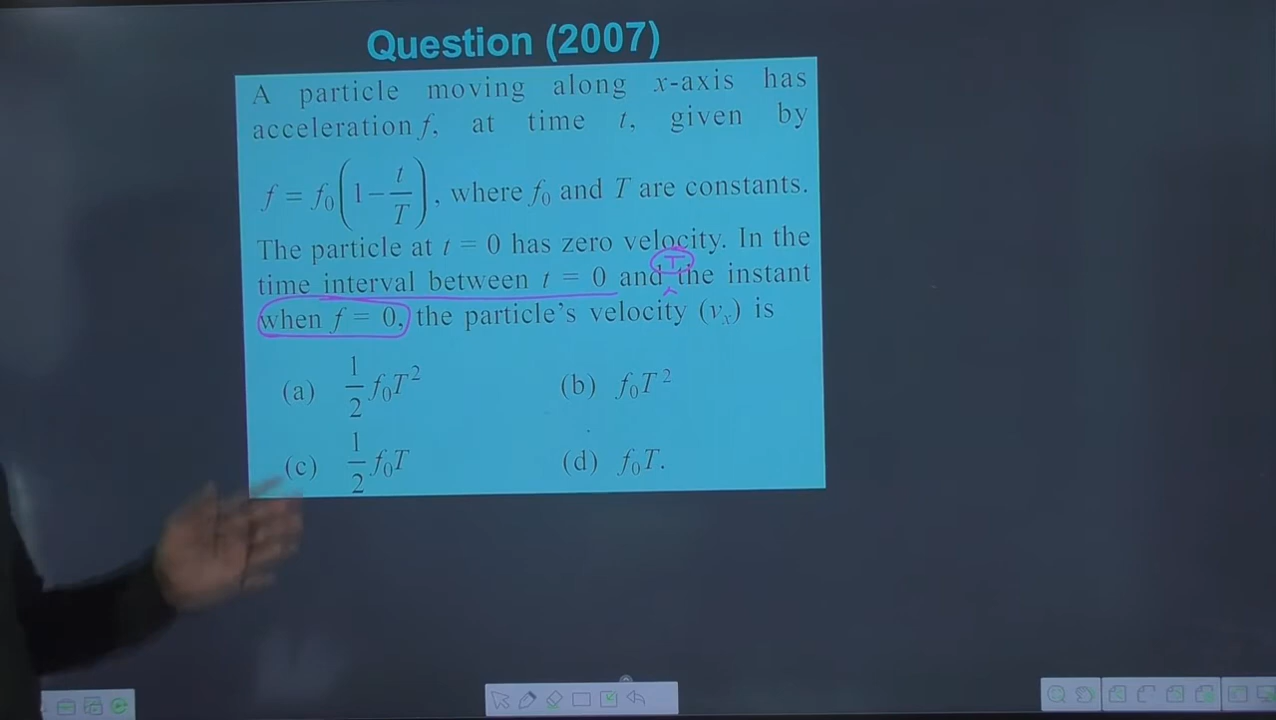 Question (2007)
A particle moving along x-axis has
acceleration f, at time t, given by
f = f₀(1 − t/T), where f₀ and T are constants.
The particle at t = 0 has zero velocity. In the
T
time interval between t = 0 and the instant
when f = 0, the particle's velocity (vₓ) is
(a) 1/2 f₀T² (b) f₀T²
(c) 1/2 f₀T (d) f₀T.